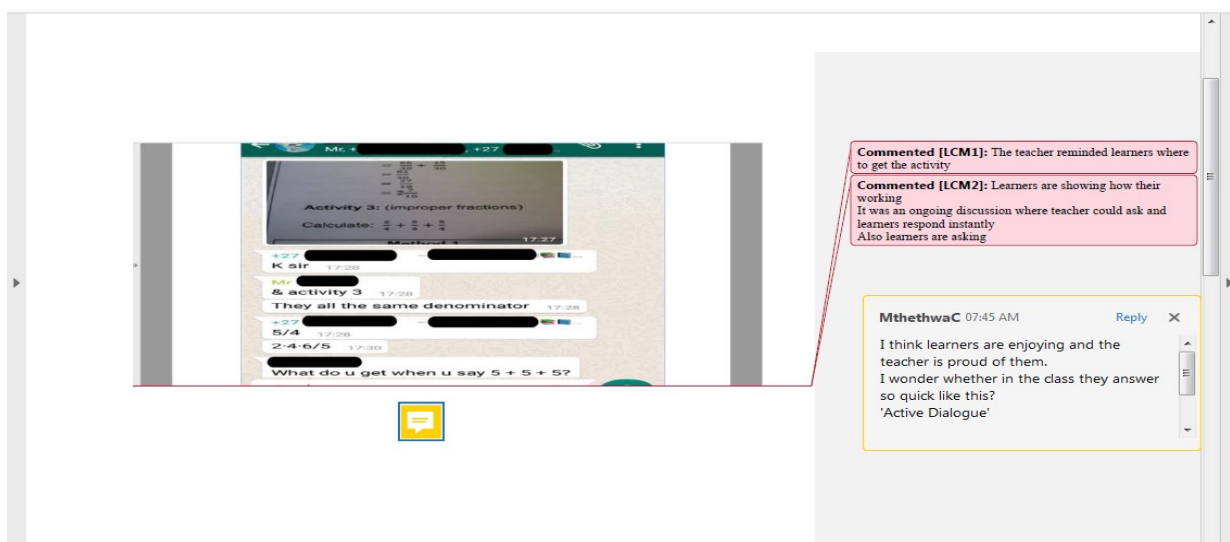 Mr, + , +27
Activity 3: (improper fractions)
Calculate:
Method 1
17:27
+27 -
K sir 17:28
Mr
& activity 3 17:28
They all the same denominator 17:28
+27 -
5/4 17:28
2·4·6/5 17:30
What do u get when u say 5 + 5 + 5?
Commented [LCM1]: The teacher reminded learners where
to get the activity
Commented [LCM2]: Learners are showing how their
working
It was an ongoing discussion where teacher could ask and
learners respond instantly
Also learners are asking
MthethwaC 07:45 AM Reply
I think learners are enjoying and the
teacher is proud of them.
I wonder whether in the class they answer
so quick like this?
'Active Dialogue'